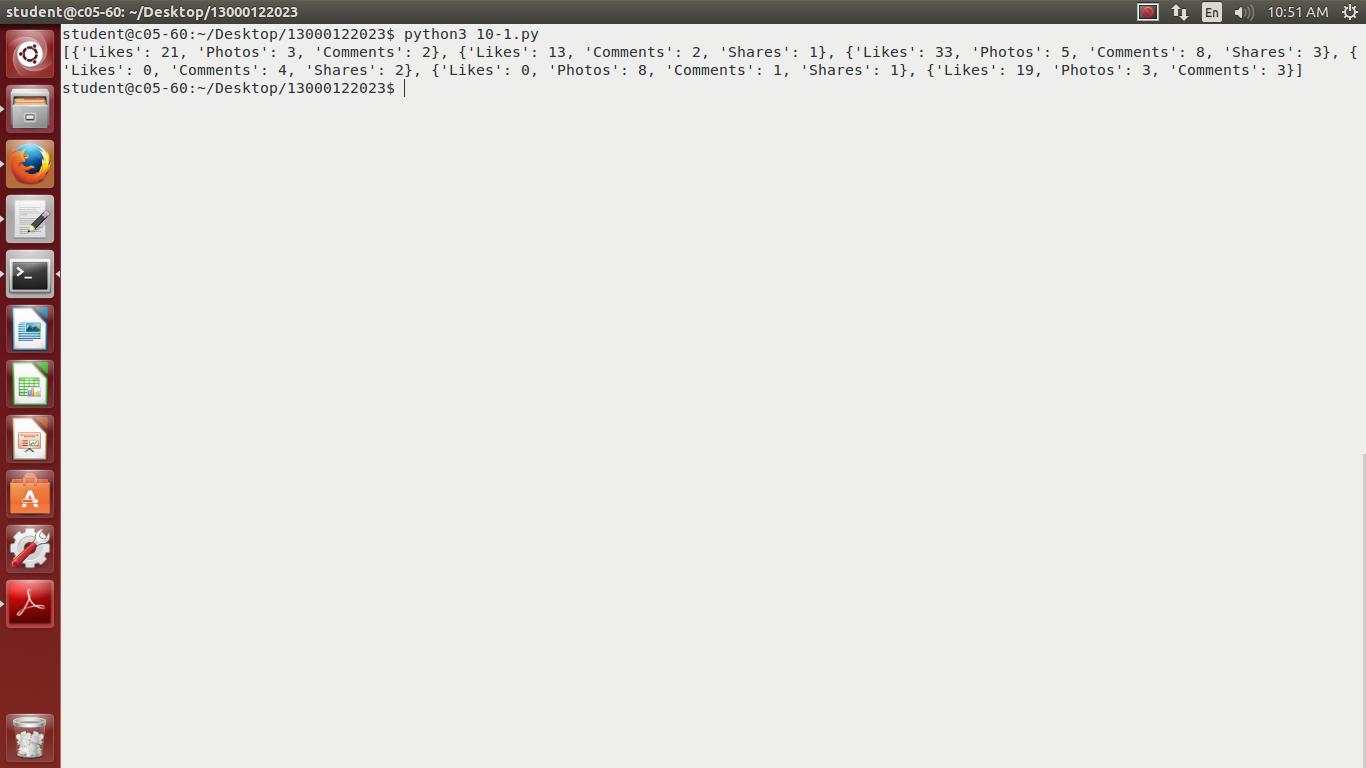 student@c05-60: ~/Desktop/13000122023
En
10:51 AM
student@c05-60:~/Desktop/13000122023$ python3 10-1.py
[{'Likes': 21, 'Photos': 3, 'Comments': 2}, {'Likes': 13, 'Comments': 2, 'Shares': 1}, {'Likes': 33, 'Photos': 5, 'Comments': 8, 'Shares': 3}, {
'Likes': 0, 'Comments': 4, 'Shares': 2}, {'Likes': 0, 'Photos': 8, 'Comments': 1, 'Shares': 1}, {'Likes': 19, 'Photos': 3, 'Comments': 3}]
student@c05-60:~/Desktop/13000122023$